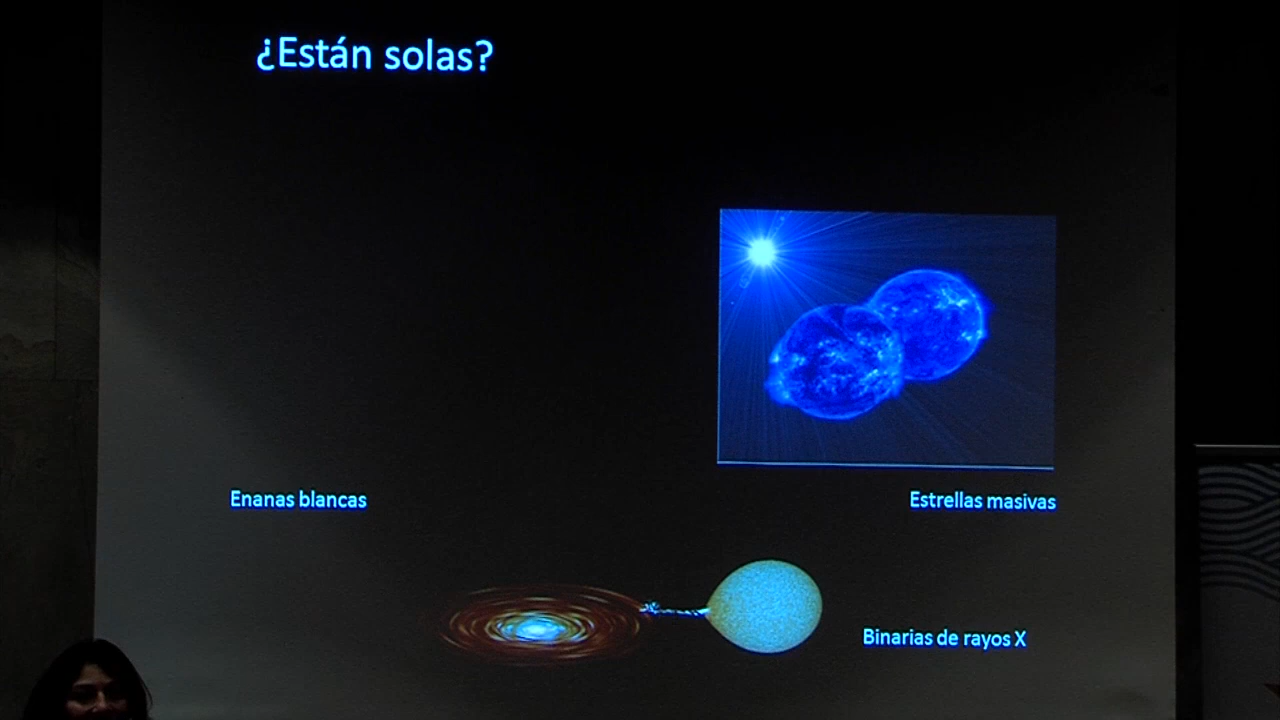 ¿Están solas?
Enanas blancas
Estrellas masivas
Binarias de rayos X